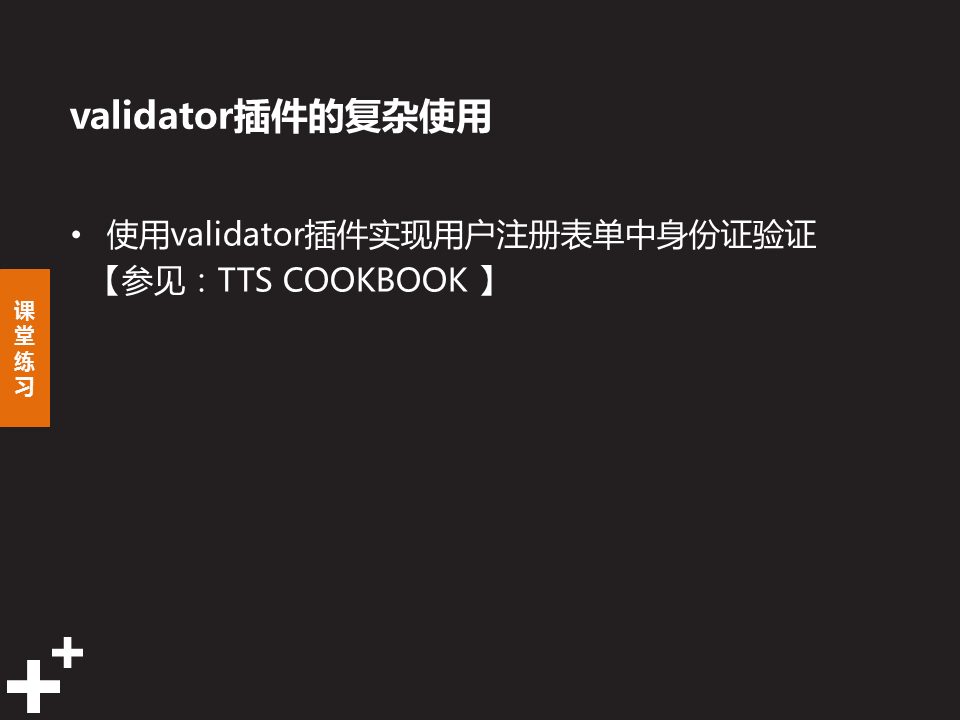 validator插件的复杂使用
• 使用validator插件实现用户注册表单中身份证验证
【参见：TTS COOKBOOK 】
课
堂
练
习